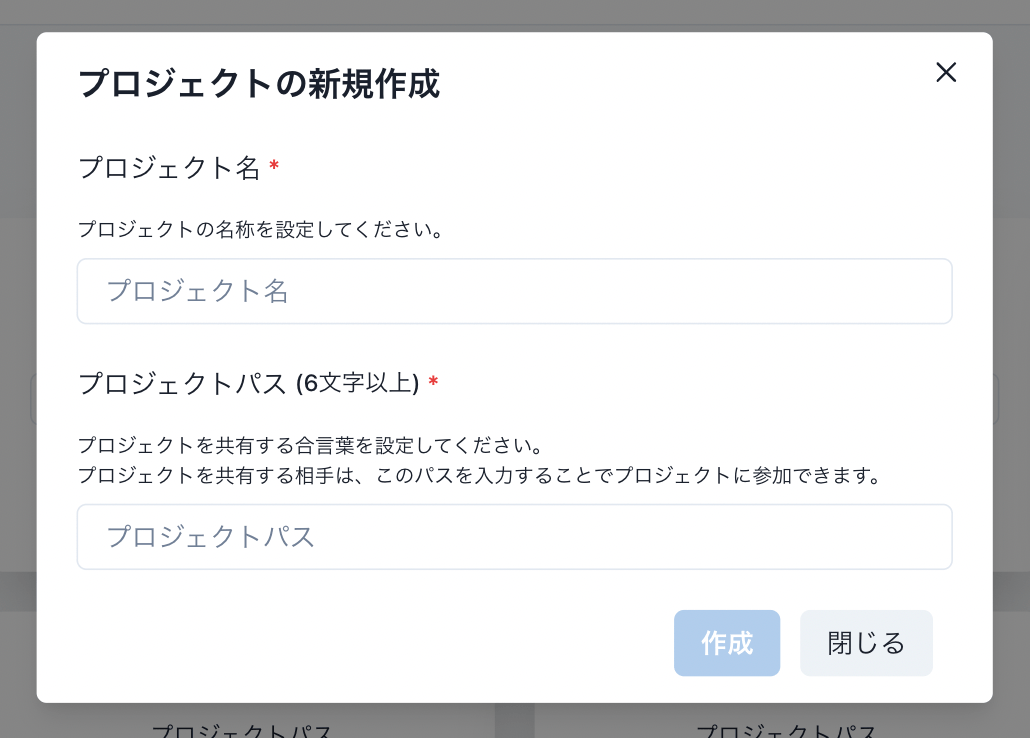 プロジェクトの新規作成
プロジェクト名 *
プロジェクトの名称を設定してください。
プロジェクト名
プロジェクトパス (6文字以上) *
プロジェクトを共有する合言葉を設定してください。
プロジェクトを共有する相手は、このパスを入力することでプロジェクトに参加できます。
プロジェクトパス
作成 閉じる
プロジェクトパス プロジェクトパス